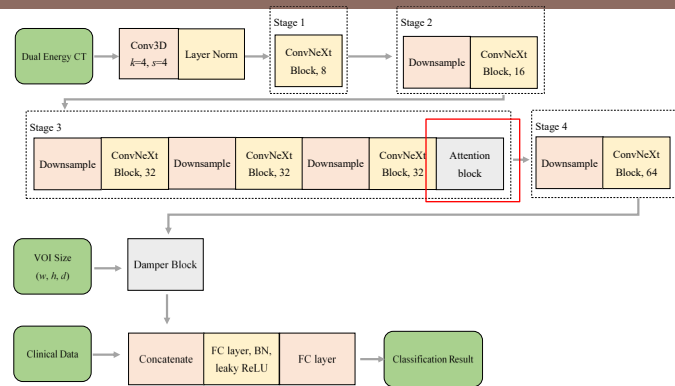 Stage 1
Stage 2
Dual Energy CT
Conv3D
k=4, s=4
Layer Norm
ConvNeXt
Block, 8
Downsample
ConvNeXt
Block, 16
Stage 3
Downsample
ConvNeXt
Block, 32
Downsample
ConvNeXt
Block, 32
Downsample
ConvNeXt
Block, 32
Attention
block
Stage 4
Downsample
ConvNeXt
Block, 64
VOI Size
(w, h, d)
Damper Block
Clinical Data
Concatenate
FC layer, BN,
leaky ReLU
FC layer
Classification Result